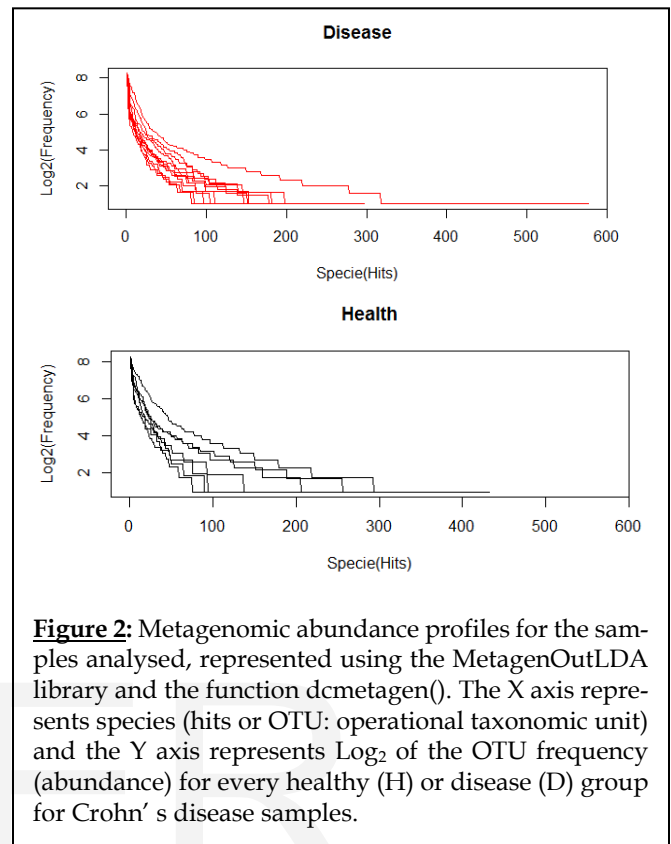 Disease
Log2(Frequency)
8
6
4
2
0 100 200 300 400 500 600
Specie(Hits)
Health
Log2(Frequency)
8
6
4
2
0 100 200 300 400 500 600
Specie(Hits)
Figure 2: Metagenomic abundance profiles for the sam-
ples analysed, represented using the MetagenOutLDA
library and the function dcmetagen(). The X axis repre-
sents species (hits or OTU: operational taxonomic unit)
and the Y axis represents Log₂ of the OTU frequency
(abundance) for every healthy (H) or disease (D) group
for Crohn’ s disease samples.